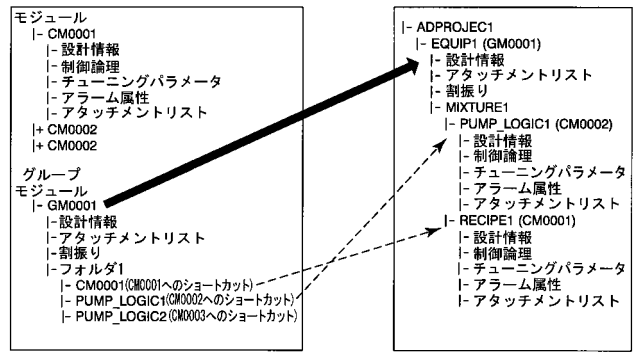 モジュール
|- CM0001
|- 設計情報
|- 制御論理
|- チューニングパラメータ
|- アラーム属性
|- アタッチメントリスト
|+ CM0002
|+ CM0002
グループ
モジュール
|- GM0001
|-設計情報
|-アタッチメントリスト
|-割振り
|-フォルダ1
|- CM0001(CM0001へのショートカット)
|- PUMP_LOGIC1(CM0002へのショートカット)
|- PUMP_LOGIC2(CM0003へのショートカット)
|- ADPROJEC1
|- EQUIP1 (GM0001)
|- 設計情報
|- アタッチメントリスト
|- 割振り
|- MIXTURE1
|- PUMP_LOGIC1 (CM0002)
|- 設計情報
|- 制御論理
|- チューニングパラメータ
|- アラーム属性
|- アタッチメントリスト
|- RECIPE1 (CM0001)
|- 設計情報
|- 制御論理
|- チューニングパラメータ
|- アラーム属性
|- アタッチメントリスト